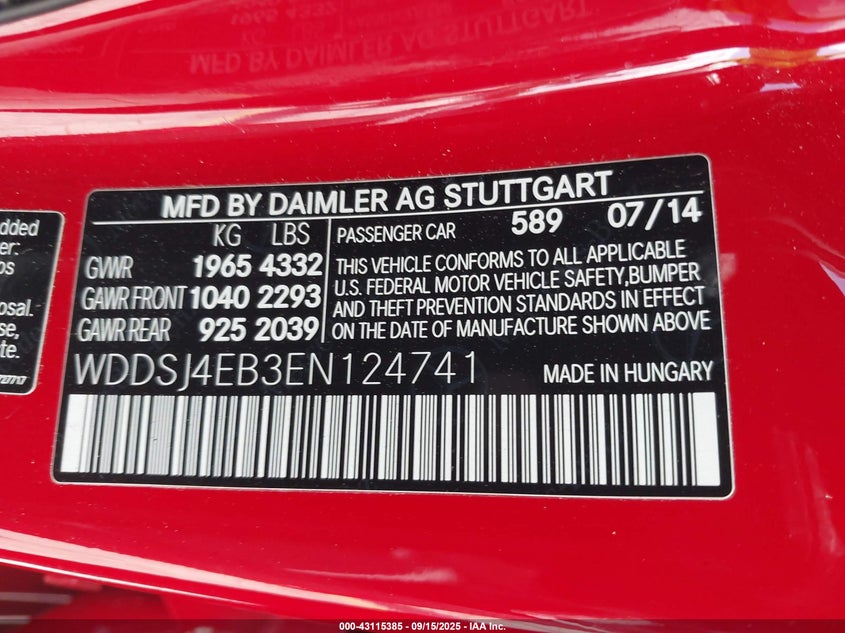 MFD BY DAIMLER AG STUTTGART
KG LBS
GWWR 1965 4332
GAWR FRONT 1040 2293
GAWR REAR 925 2039
PASSENGER CAR 589 07/14
THIS VEHICLE CONFORMS TO ALL APPLICABLE
U.S. FEDERAL MOTOR VEHICLE SAFETY,BUMPER
AND THEFT PREVENTION STANDARDS IN EFFECT
ON THE DATE OF MANUFACTURE SHOWN ABOVE
WDDSJ4EB3EN124741 MADE IN HUNGARY
000-43115385 - 09/15/2025 - IAA Inc.